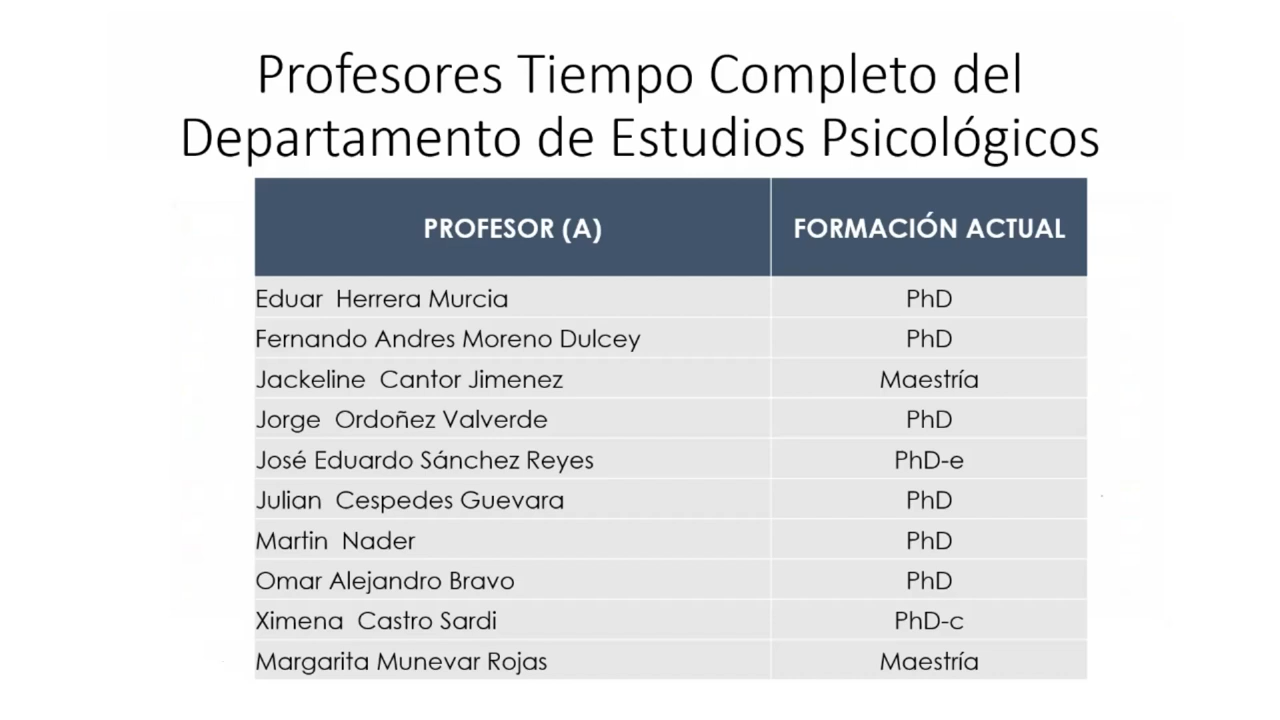 Profesores Tiempo Completo del
Departamento de Estudios Psicológicos
PROFESOR (A) FORMACIÓN ACTUAL
Eduar Herrera Murcia PhD
Fernando Andres Moreno Dulcey PhD
Jackeline Cantor Jimenez Maestría
Jorge Ordoñez Valverde PhD
José Eduardo Sánchez Reyes PhD-e
Julian Cespedes Guevara PhD
Martin Nader PhD
Omar Alejandro Bravo PhD
Ximena Castro Sardi PhD-c
Margarita Munevar Rojas Maestría